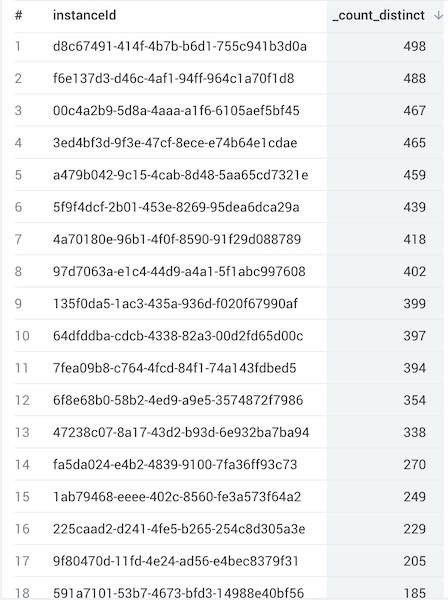 # instanceId _count_distinct ↓
1 d8c67491-414f-4b7b-b6d1-755c941b3d0a 498
2 f6e137d3-d46c-4af1-94ff-964c1a70f1d8 488
3 00c4a2b9-5d8a-4aaa-a1f6-6105aef5bf45 467
4 3ed4bf3d-9f3e-47cf-8ece-e74b64e1cdae 465
5 a479b042-9c15-4cab-8d48-5aa65cd7321e 459
6 5f9f4dcf-2b01-453e-8269-95dea6dca29a 439
7 4a70180e-96b1-4f0f-8590-91f29d088789 418
8 97d7063a-e1c4-44d9-a4a1-5f1abc997608 402
9 135f0da5-1ac3-435a-936d-f020f67990af 399
10 64dfddba-cdcb-4338-82a3-00d2fd65d00c 397
11 7fea09b8-c764-4fcd-84f1-74a143fdbed5 394
12 6f8e68b0-58b2-4ed9-a9e5-3574872f7986 354
13 47238c07-8a17-43d2-b93d-6e932ba7ba94 338
14 fa5da024-e4b2-4839-9100-7fa36ff93c73 270
15 1ab79468-eeee-402c-8560-fe3a573f64a2 249
16 225caad2-d241-4fe5-b265-254c8d305a3e 229
17 9f80470d-11fd-4e24-ad56-e4bec8379f31 205
18 591a7101-53b7-4673-bfd3-14988e40bf56 185